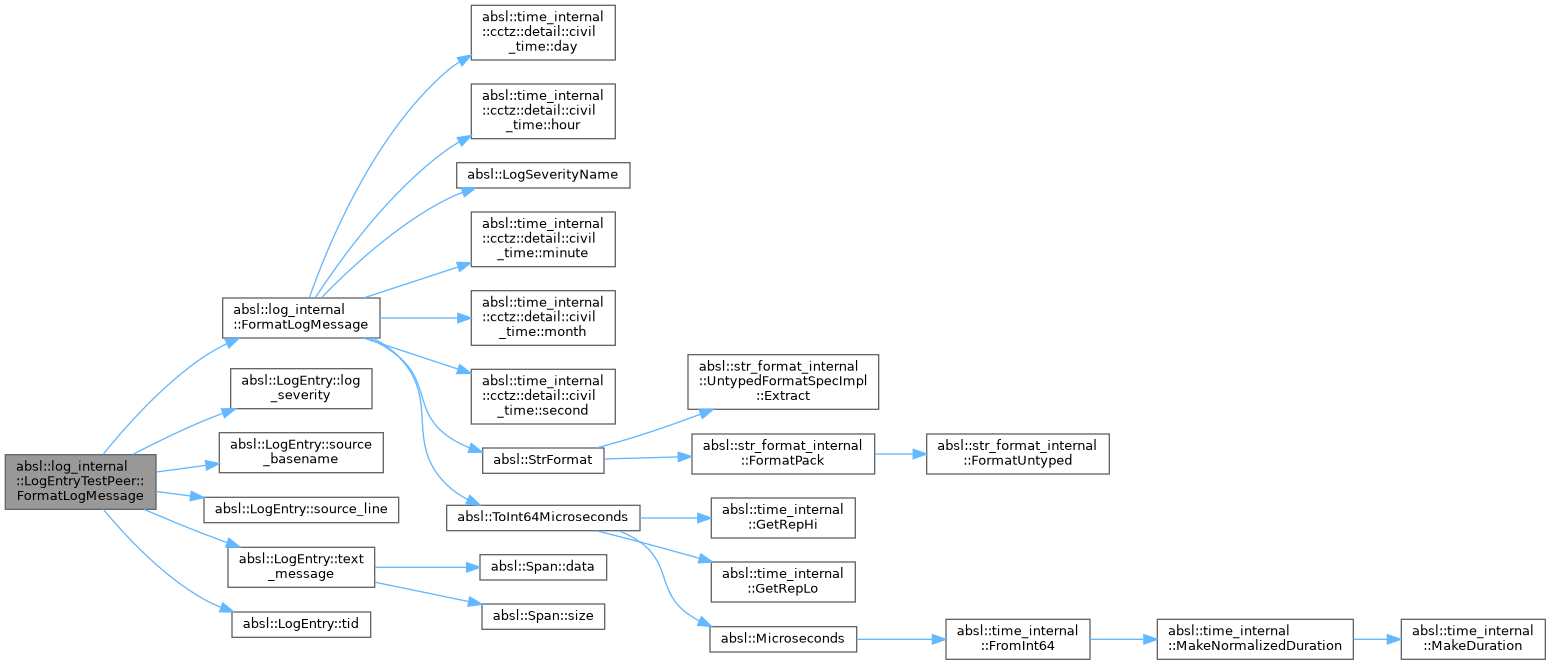 absl::log_internal
::LogEntryTestPeer::
FormatLogMessage
absl::log_internal
::FormatLogMessage
absl::LogEntry::log
_severity
absl::LogEntry::source
_basename
absl::LogEntry::source_line
absl::LogEntry::text
_message
absl::LogEntry::tid
absl::time_internal
::cctz::detail::civil
_time::day
absl::time_internal
::cctz::detail::civil
_time::hour
absl::LogSeverityName
absl::time_internal
::cctz::detail::civil
_time::minute
absl::time_internal
::cctz::detail::civil
_time::month
absl::time_internal
::cctz::detail::civil
_time::second
absl::StrFormat
absl::ToInt64Microseconds
absl::Span::data
absl::Span::size
absl::str_format_internal
::UntypedFormatSpecImpl
::Extract
absl::str_format_internal
::FormatPack
absl::str_format_internal
::FormatUntyped
absl::time_internal
::GetRepHi
absl::time_internal
::GetRepLo
absl::Microseconds
absl::time_internal
::FromInt64
absl::time_internal
::MakeNormalizedDuration
absl::time_internal
::MakeDuration